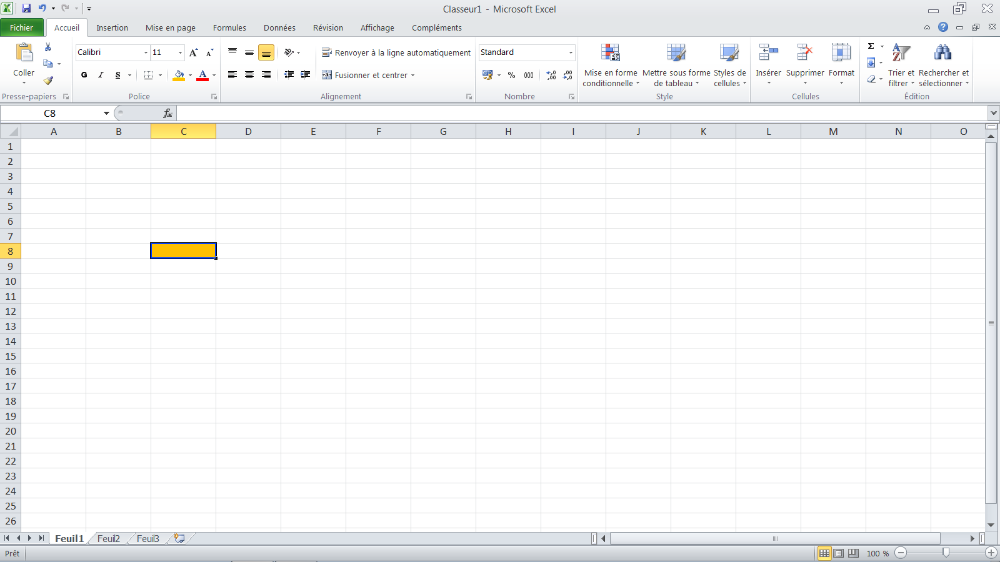 Classeur1 - Microsoft Excel
Fichier Accueil Insertion Mise en page Formules Données Révision Affichage Compléments
Calibri 11 Renvoyer à la ligne automatiquement Standard
Coller G I S A Fusionner et centrer % 000
Mise en forme conditionnelle
Mettre sous forme de tableau
Styles de cellules
Insérer Supprimer Format Σ
Trier et filtrer
Rechercher et sélectionner
Presse-papiers Police Alignement Nombre Style Cellules Édition
C8 fx
A B C D E F G H I J K L M N O
1
2
3
4
5
6
7
8
9
10
11
12
13
14
15
16
17
18
19
20
21
22
23
24
25
26
Feuil1 Feuil2 Feuil3
Prêt 100 %